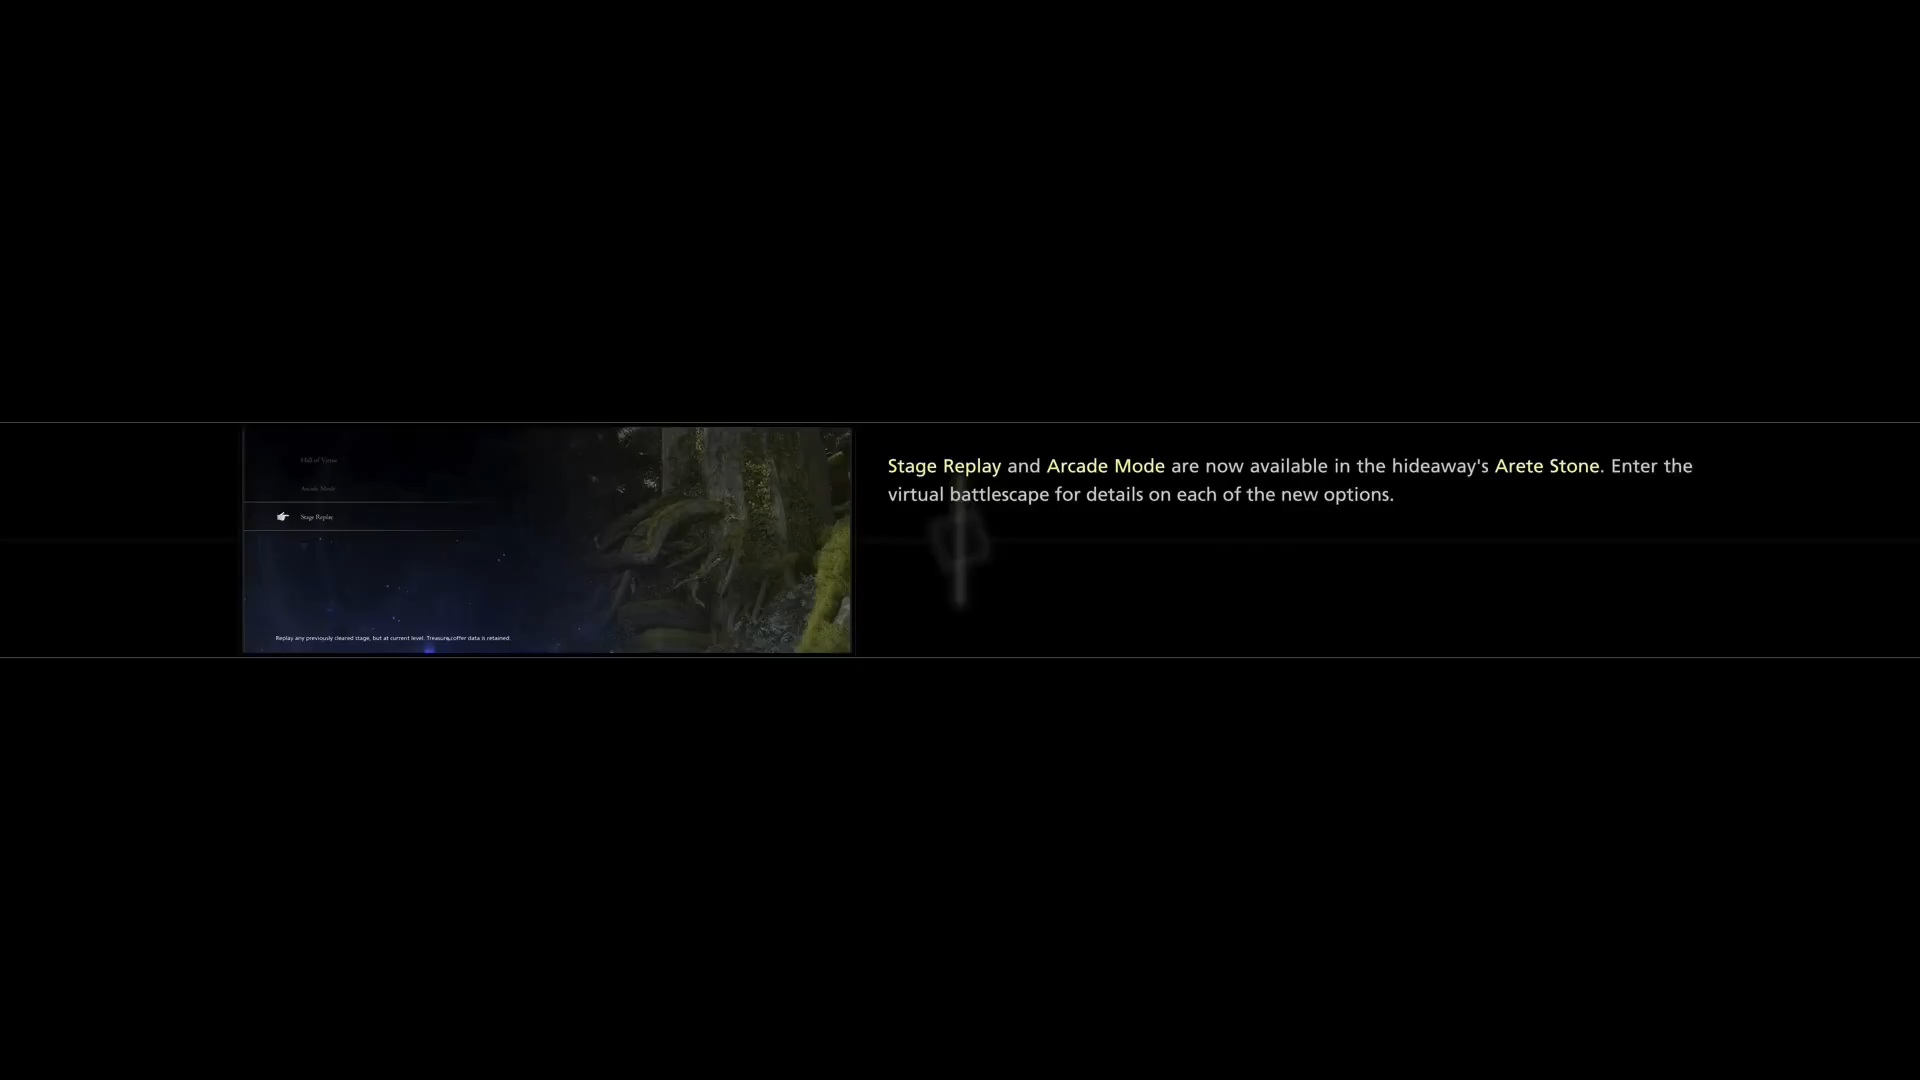 Hall of Virtue
Arcade Mode
Stage Replay
Replay any previously cleared stage, but at current level. Treasure coffer data is retained.
Stage Replay and Arcade Mode are now available in the hideaway's Arete Stone. Enter the
virtual battlescape for details on each of the new options.